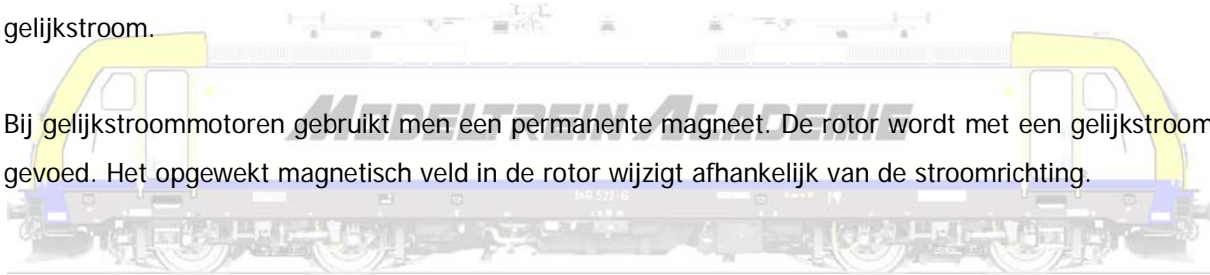 gelijkstroom.
MODELTREIN AKADEMIE
Bij gelijkstroommotoren gebruikt men een permanente magneet. De rotor wordt met een gelijkstroom
gevoed. Het opgewekt magnetisch veld in de rotor wijzigt afhankelijk van de stroomrichting.